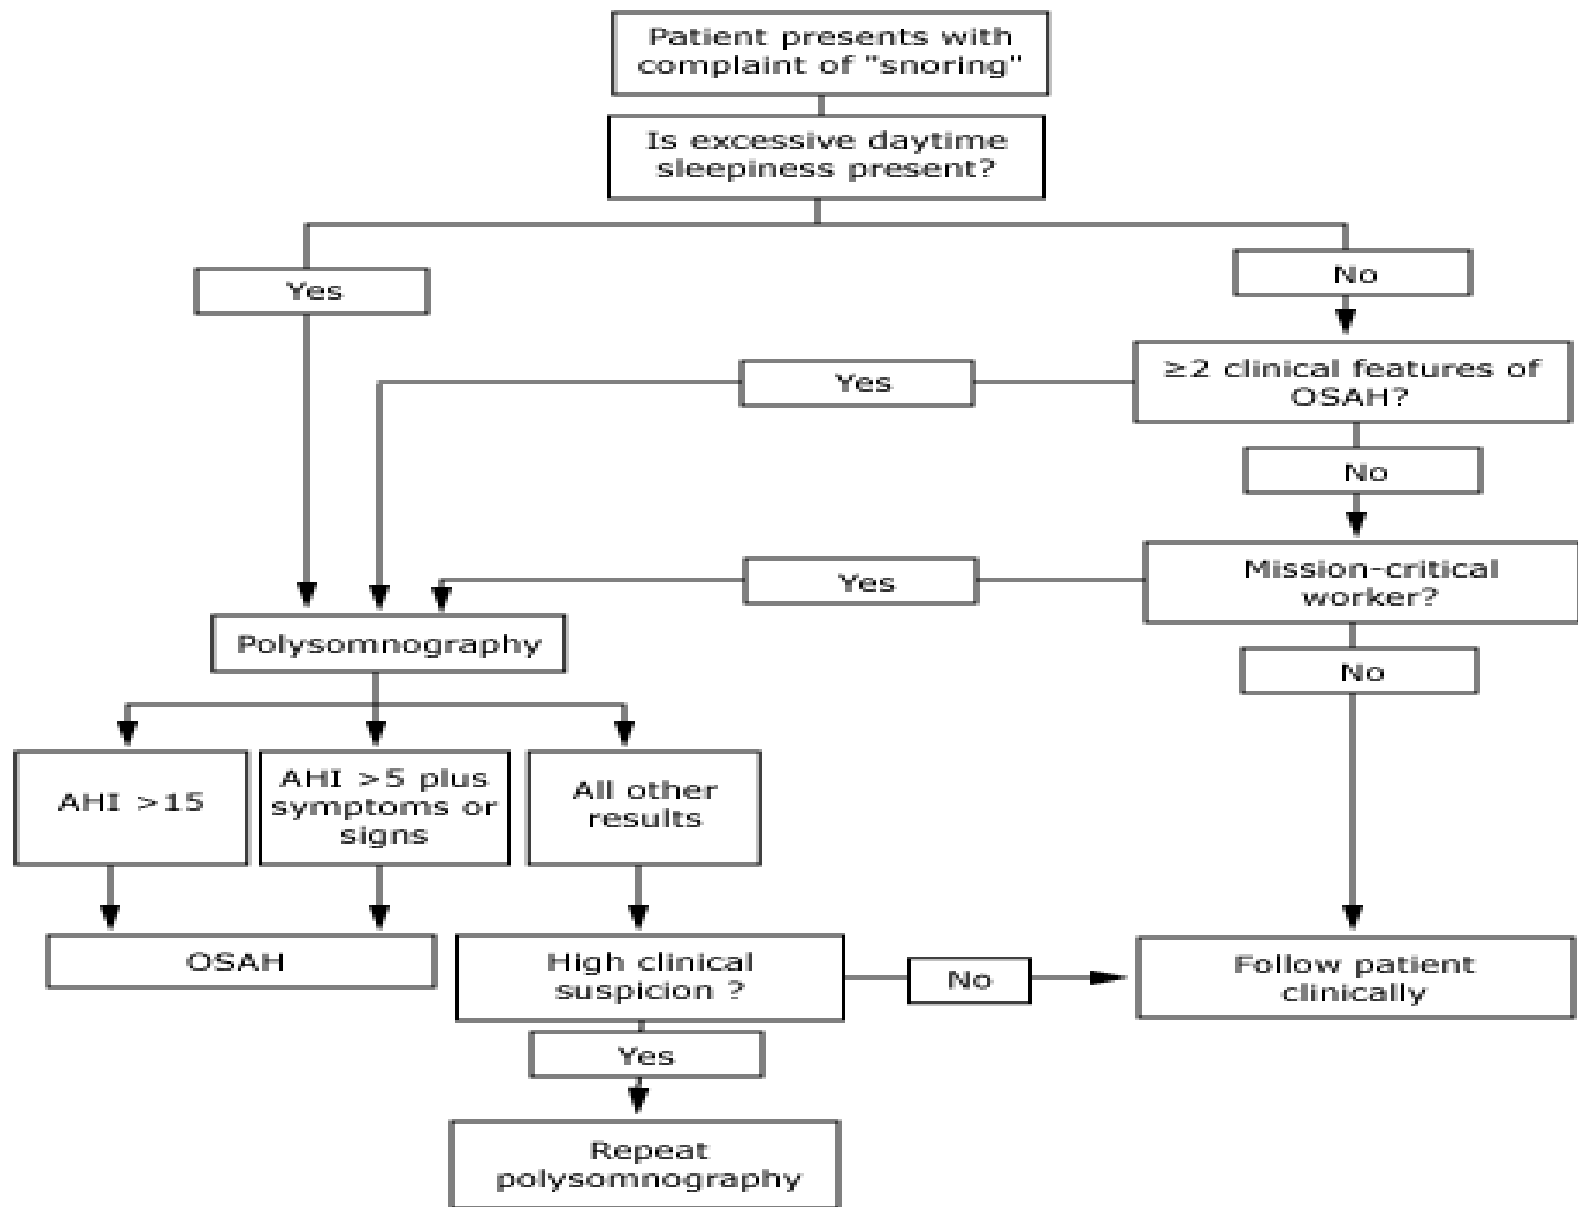 Patient presents with
complaint of "snoring"
Is excessive daytime
sleepiness present?
Yes
No
Yes
≥2 clinical features of
OSAH?
No
Yes
Mission-critical
worker?
Polysomnography
No
AHI >15
AHI >5 plus
symptoms or
signs
All other
results
OSAH
High clinical
suspicion ?
No
Follow patient
clinically
Yes
Repeat
polysomnography